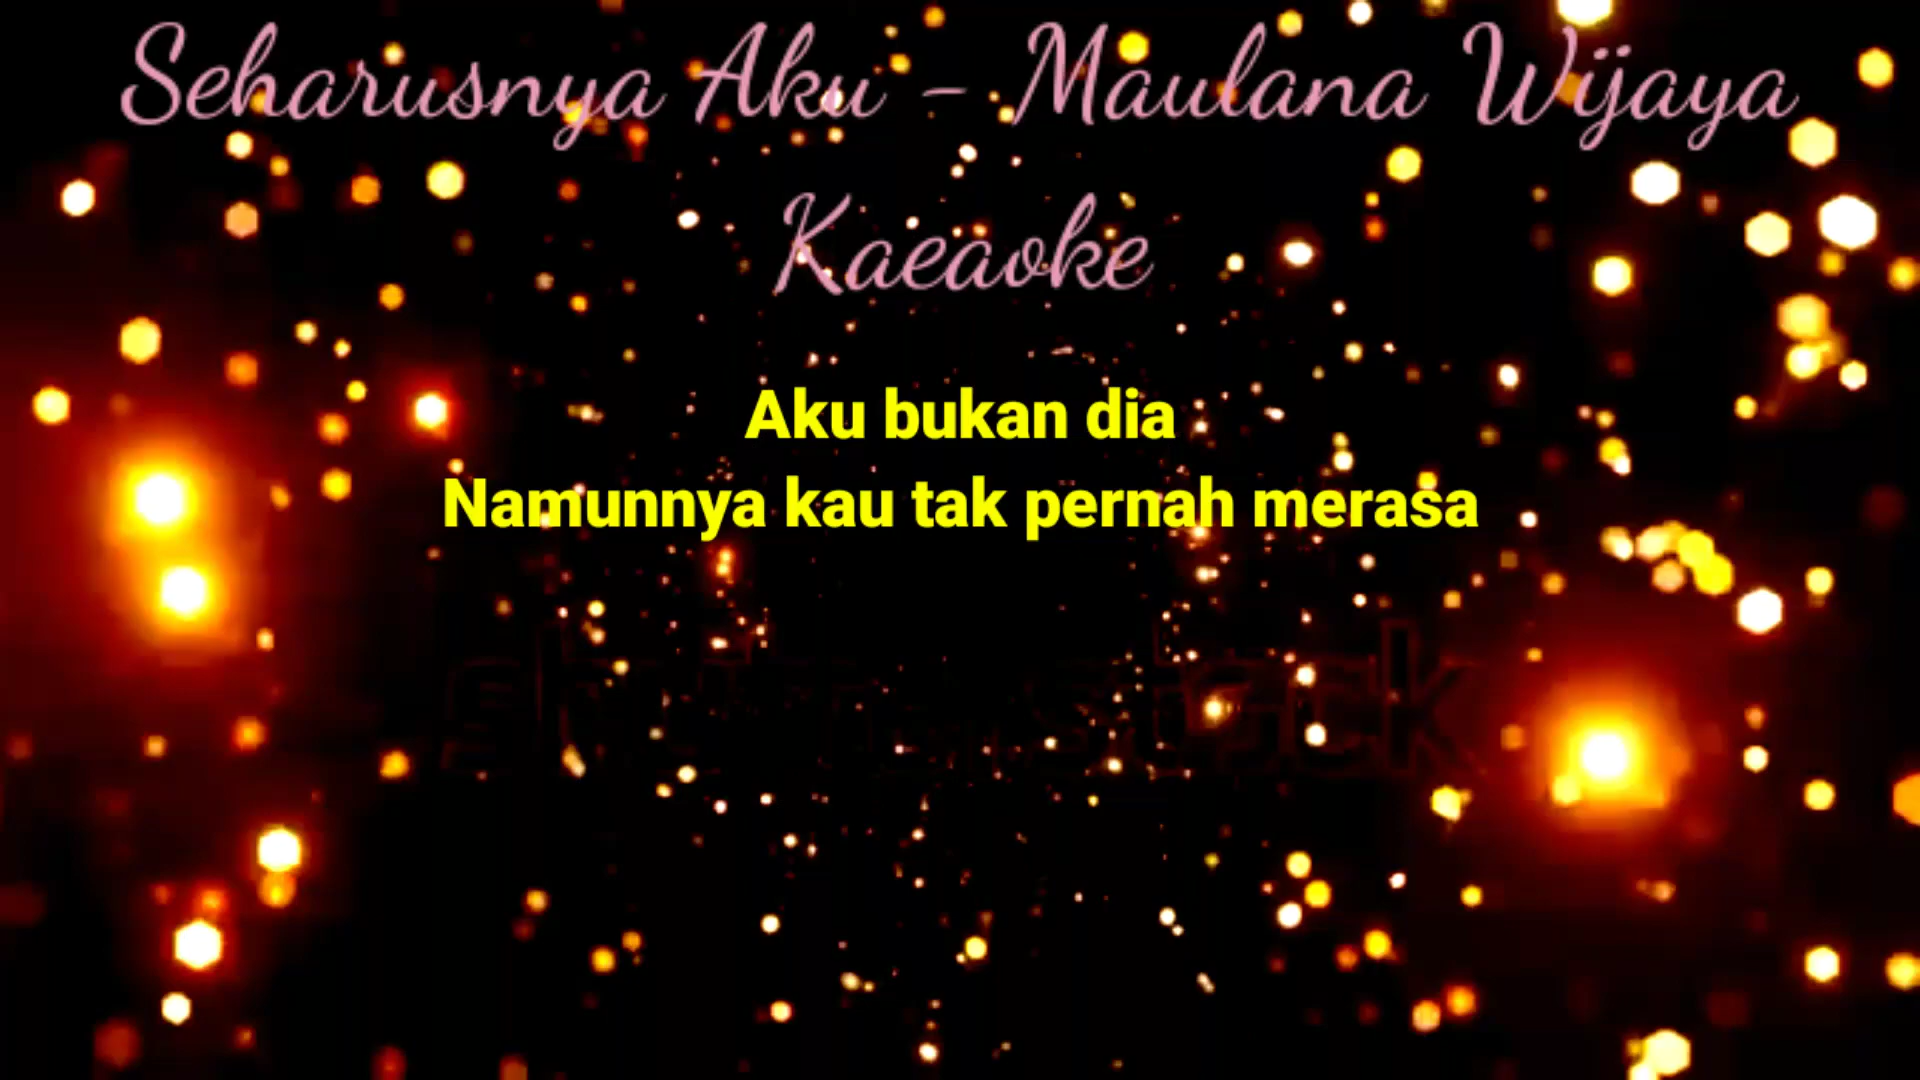 Seharusnya Aku - Maulana Wijaya
Kaeaoke
Aku bukan dia
Namunnya kau tak pernah merasa